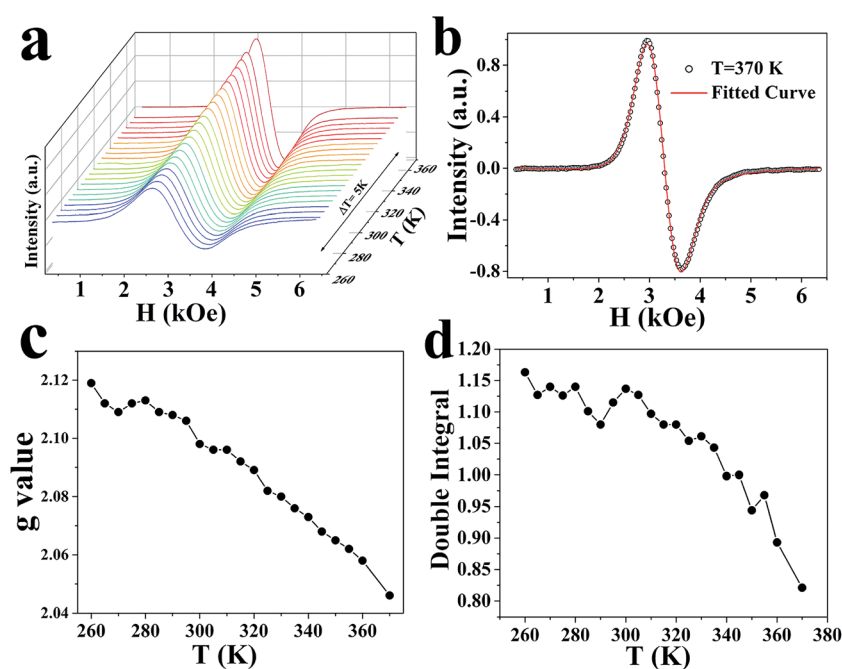 a
Intensity (a.u.)
1 2 3 4 5 6
H (kOe)
ΔT= 5K
260 280 300 320 340 360
T (K)
b
Intensity (a.u.)
0.8
0.4
0.0
-0.4
-0.8
T=370 K
Fitted Curve
1 2 3 4 5 6
H (kOe)
c
g value
2.12
2.10
2.08
2.06
2.04
260 280 300 320 340 360
T (K)
d
Double Integral
1.20
1.15
1.10
1.05
1.00
0.95
0.90
0.85
0.80
260 280 300 320 340 360 380
T (K)